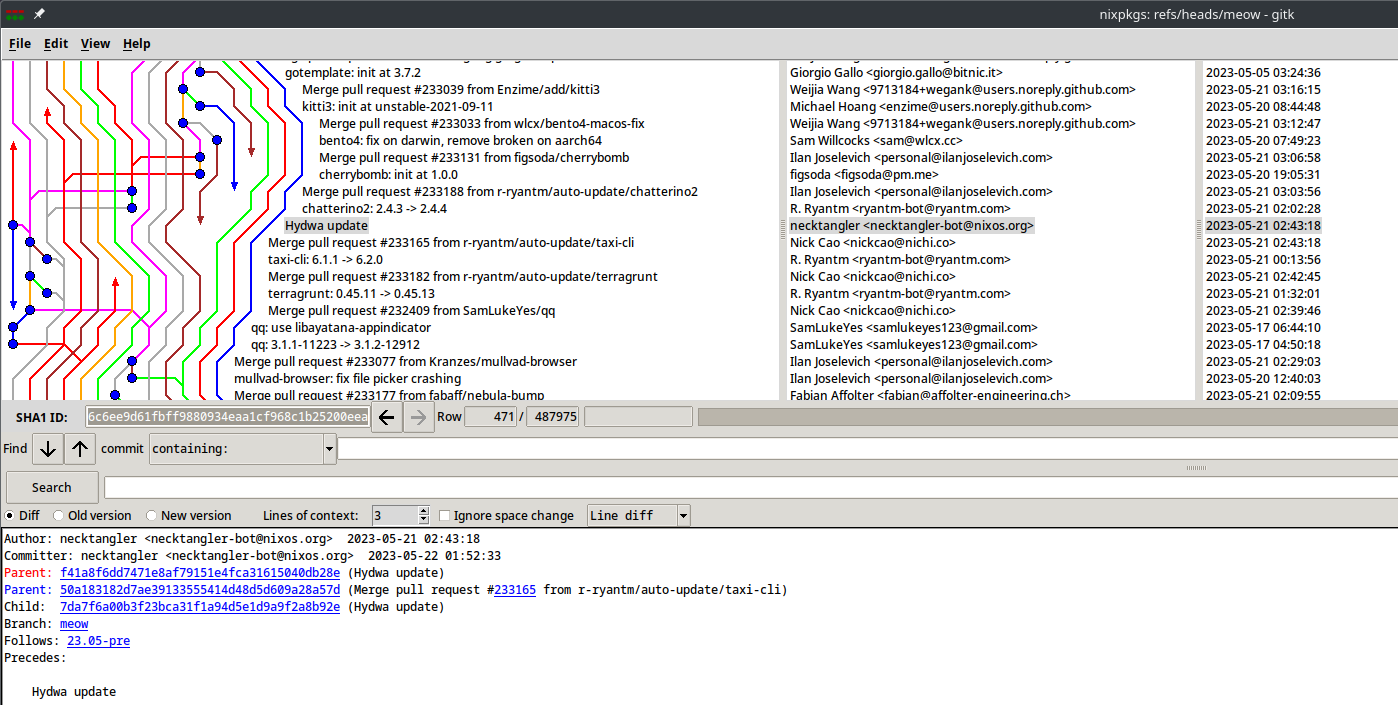 nixpkgs: refs/heads/meow - gitk
File Edit View Help
gotemplate: init at 3.7.2 Giorgio Gallo <giorgio.gallo@bitnic.it> 2023-05-05 03:24:36
Merge pull request #233039 from Enzime/add/kitti3 Weijia Wang <9713184+wegank@users.noreply.github.com> 2023-05-21 03:16:15
kitti3: init at unstable-2021-09-11 Michael Hoang <enzime@users.noreply.github.com> 2023-05-20 08:44:48
Merge pull request #233033 from wlcx/bento4-macos-fix Weijia Wang <9713184+wegank@users.noreply.github.com> 2023-05-21 03:12:47
bento4: fix on darwin, remove broken on aarch64 Sam Willcocks <sam@wlcx.cc> 2023-05-20 07:49:23
Merge pull request #233131 from figsoda/cherrybomb Ilan Joselevich <personal@ilanjoselevich.com> 2023-05-21 03:06:58
cherrybomb: init at 1.0.0 figsoda <figsoda@pm.me> 2023-05-20 19:05:31
Merge pull request #233188 from r-ryantm/auto-update/chatterino2 Ilan Joselevich <personal@ilanjoselevich.com> 2023-05-21 03:03:56
chatterino2: 2.4.3 -> 2.4.4 R. Ryantm <ryantm-bot@ryantm.com> 2023-05-21 02:02:28
Hydwa update necktangler <necktangler-bot@nixos.org> 2023-05-21 02:43:18
Merge pull request #233165 from r-ryantm/auto-update/taxi-cli Nick Cao <nickcao@nichi.co> 2023-05-21 02:43:18
taxi-cli: 6.1.1 -> 6.2.0 R. Ryantm <ryantm-bot@ryantm.com> 2023-05-21 00:13:56
Merge pull request #233182 from r-ryantm/auto-update/terragrunt Nick Cao <nickcao@nichi.co> 2023-05-21 02:42:45
terragrunt: 0.45.11 -> 0.45.13 R. Ryantm <ryantm-bot@ryantm.com> 2023-05-21 01:32:01
Merge pull request #232409 from SamLukeYes/qq Nick Cao <nickcao@nichi.co> 2023-05-21 02:39:46
qq: use libayatana-appindicator SamLukeYes <samlukeyes123@gmail.com> 2023-05-17 06:44:10
qq: 3.1.1-11223 -> 3.1.2-12912 SamLukeYes <samlukeyes123@gmail.com> 2023-05-17 04:50:18
Merge pull request #233077 from Kranzes/mullvad-browser Ilan Joselevich <personal@ilanjoselevich.com> 2023-05-21 02:29:03
mullvad-browser: fix file picker crashing Ilan Joselevich <personal@ilanjoselevich.com> 2023-05-20 12:40:03
Merge pull request #233177 from fabaff/nebula-bump Fabian Affolter <fabian@affolter-engineering.ch> 2023-05-21 02:09:55
SHA1 ID: 6c6ee9d61fbff9880934eaa1cf968c1b25200eea Row 471 / 487975
Find commit containing:
Search
Diff Old version New version Lines of context: 3 Ignore space change Line diff
Author: necktangler <necktangler-bot@nixos.org> 2023-05-21 02:43:18
Committer: necktangler <necktangler-bot@nixos.org> 2023-05-22 01:52:33
Parent: f41a8f6dd7471e8af79151e4fca31615040db28e (Hydwa update)
Parent: 50a183182d7ae39133555414d48d5d609a28a57d (Merge pull request #233165 from r-ryantm/auto-update/taxi-cli)
Child: 7da7f6a00b3f23bca31f1a94d5e1d9a9f2a8b92e (Hydwa update)
Branch: meow
Follows: 23.05-pre
Precedes:
Hydwa update